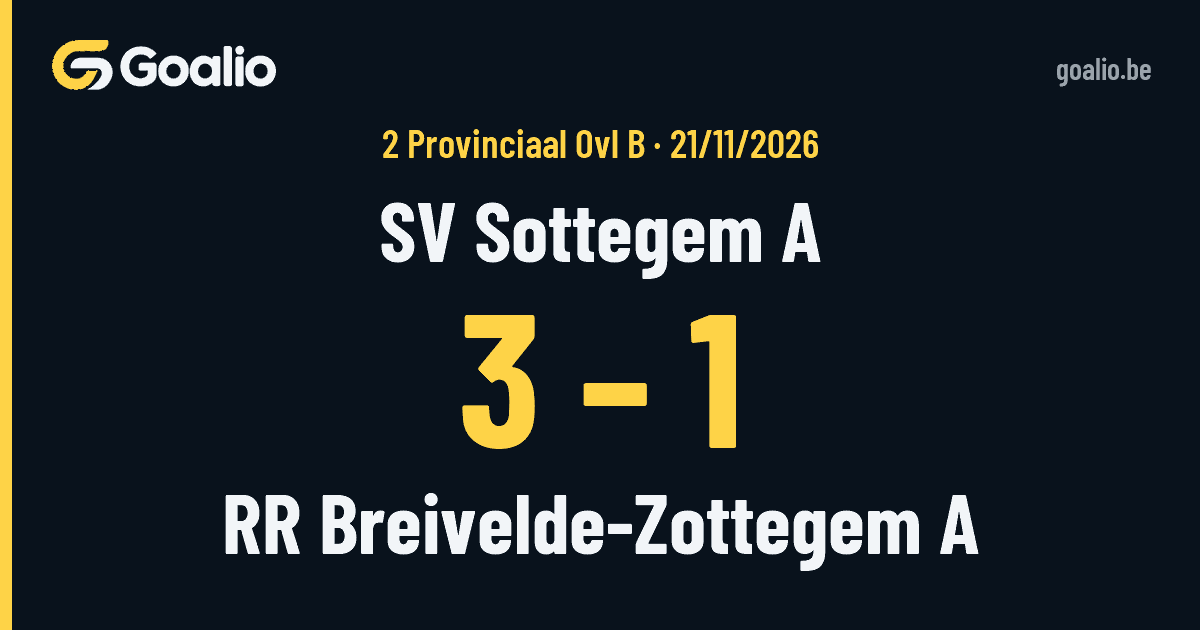 Goalio
goalio.be
2 Provinciaal Ovl B · 21/11/2026
SV Sottegem A
3 – 1
RR Breivelde-Zottegem A